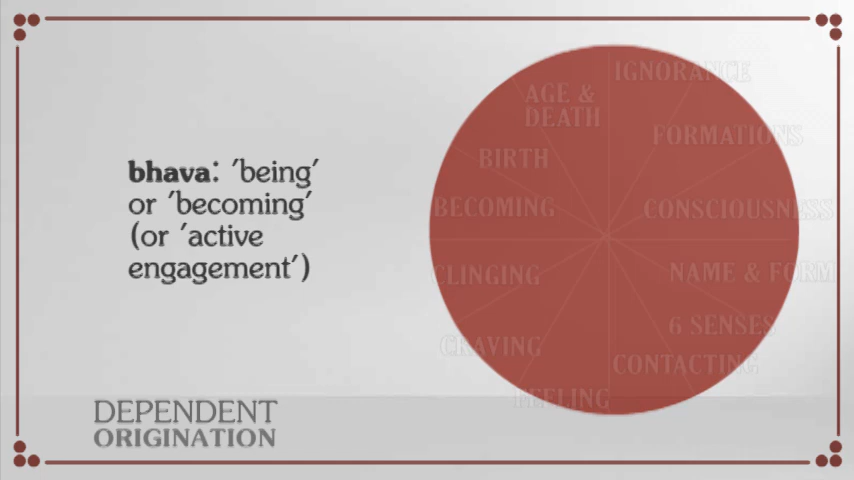 bhava: 'being'
or 'becoming'
(or 'active
engagement')
IGNORANCE
FORMATIONS
CONSCIOUSNESS
NAME & FORM
6 SENSES
CONTACTING
FEELING
CRAVING
CLINGING
BECOMING
BIRTH
AGE &
DEATH
DEPENDENT
ORIGINATION